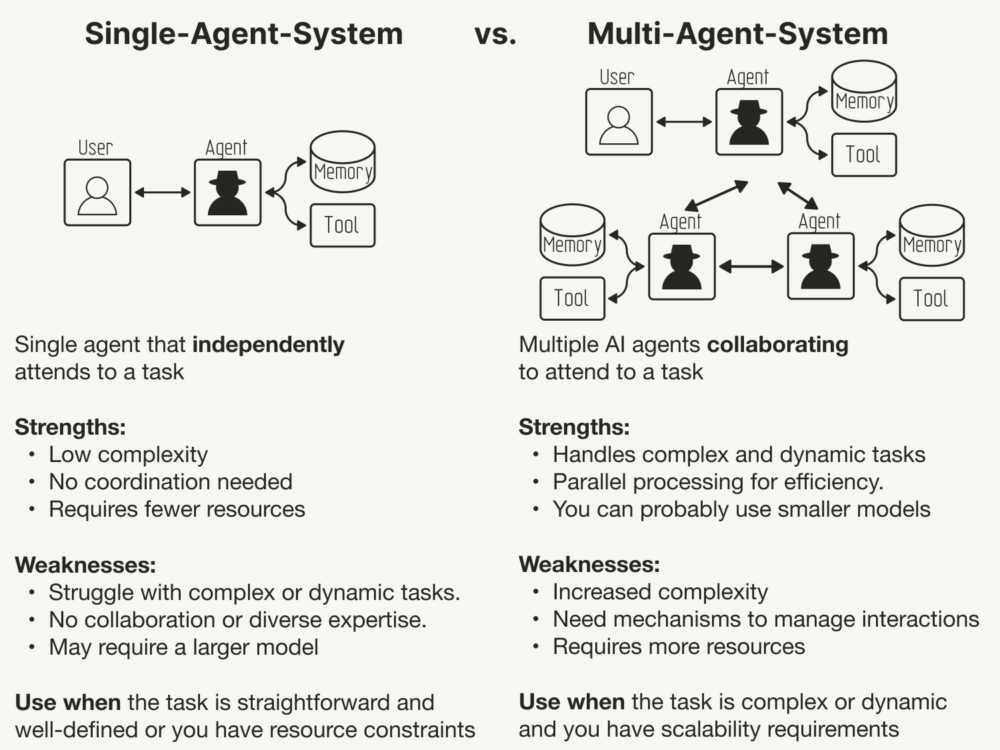 Single-Agent-System vs. Multi-Agent-System
User
Agent
Memory
Tool
User
Agent
Memory
Tool
Memory
Tool
Agent
Agent
Memory
Tool
Single agent that independently
attends to a task
Strengths:
• Low complexity
• No coordination needed
• Requires fewer resources
Weaknesses:
• Struggle with complex or dynamic tasks.
• No collaboration or diverse expertise.
• May require a larger model
Use when the task is straightforward and
well-defined or you have resource constraints
Multiple AI agents collaborating
to attend to a task
Strengths:
• Handles complex and dynamic tasks
• Parallel processing for efficiency.
• You can probably use smaller models
Weaknesses:
• Increased complexity
• Need mechanisms to manage interactions
• Requires more resources
Use when the task is complex or dynamic
and you have scalability requirements